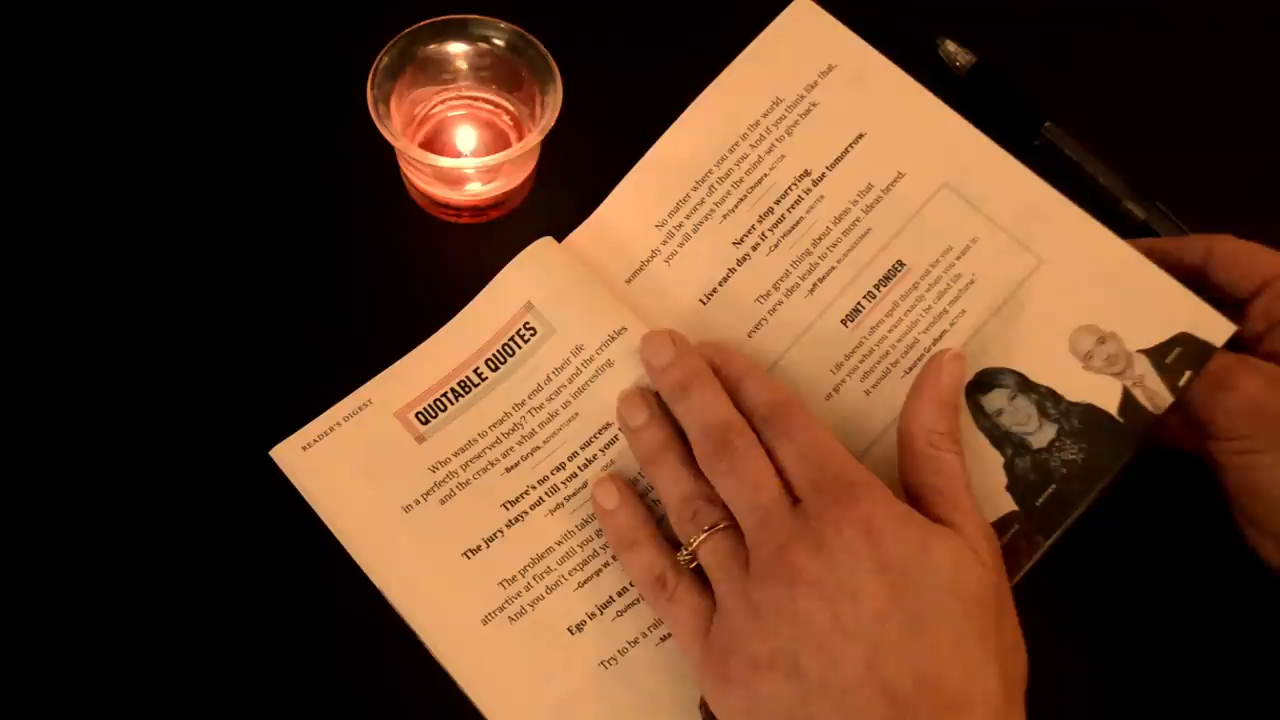 READER'S DIGEST
QUOTABLE QUOTES
Who wants to reach the end of their life
in a perfectly preserved body? The scars and the crinkles
and the cracks are what make us interesting.
—Bear Grylls, ADVENTURER
There's no cap on success.
The jury stays out till you take your
—Judy Sheindl
The problem with takin
attractive at first, until you
And you don't expand
—George W.
Ego is just an
—Quincy
Try to be a rai
—Ma
No matter where you are in the world,
somebody will be worse off than you. And if you think like that,
you will always have the mind-set to give back.
—Priyanka Chopra, ACTOR
Never stop worrying.
Live each day as if your rent is due tomorrow.
—Carl Hiaasen, WRITER
The great thing about ideas is that
every new idea leads to two more. Ideas breed.
—Jeff Bezos, BUSINESSMAN
POINT TO PONDER
Life doesn't often spell things out for you
or give you what you want exactly when you want it;
otherwise it wouldn't be called life
it would be called "vending machine."
—Lauren Graham, ACTOR